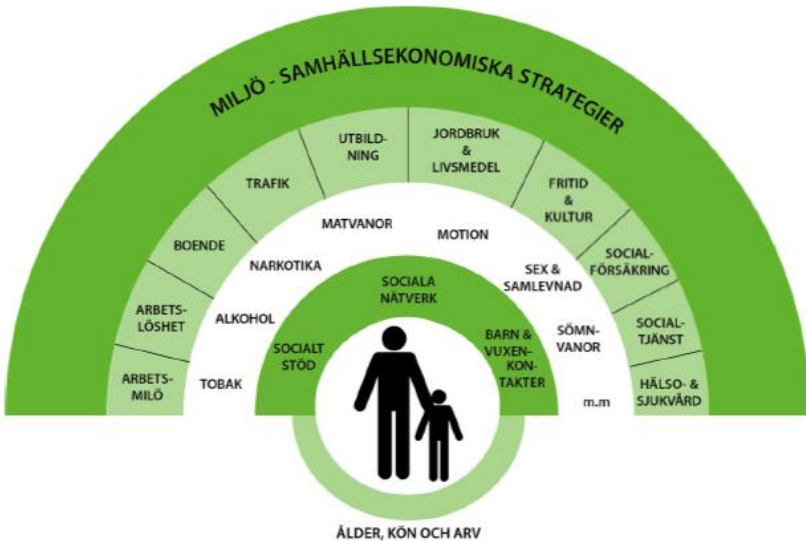 MILJÖ - SAMHÄLLSEKONOMISKA STRATEGIER
ARBETS-
MILÖ
ARBETS-
LÖSHET
BOENDE
TRAFIK
UTBILD-
NING
JORDBRUK
&
LIVSMEDEL
FRITID
&
KULTUR
SOCIAL-
FÖRSÄKRING
SOCIAL-
TJÄNST
HÄLSO- &
SJUKVÅRD
TOBAK
ALKOHOL
NARKOTIKA
MATVANOR
MOTION
SEX &
SAMLEVNAD
SÖMN-
VANOR
m.m
SOCIALT
STÖD
SOCIALA
NÄTVERK
BARN &
VUXEN-
KON-
TAKTER
ÅLDER, KÖN OCH ARV